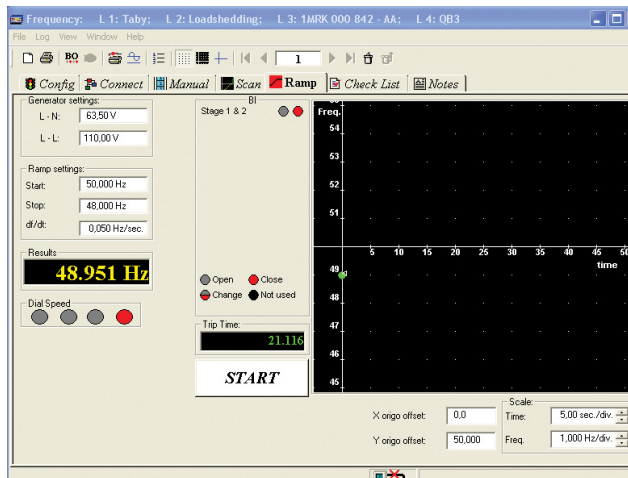 Frequency: L 1: Taby; L 2: Loadshedding; L 3: 1MRK 000 842 - AA; L 4: QB3
File Log View Window Help
BO 1
Config Connect Manual Scan Ramp Check List Notes
Generator settings:
L - N: 63,50 V
L - L: 110,00 V
Ramp settings:
Start: 50,000 Hz
Stop: 48,000 Hz
df/dt: 0,050 Hz/sec.
Results
48.951 Hz
Dial Speed
BI
Stage 1 & 2
Open Close
Change Not used
Trip Time:
21.116
START
Freq.
54
53
52
51
5 10 15 20 25 30 35 40 45 50
time
49
48
47
46
45
X origo offset: 0,0
Y origo offset: 50,000
Scale:
Time: 5,00 sec./div.
Freq. 1,000 Hz/div.